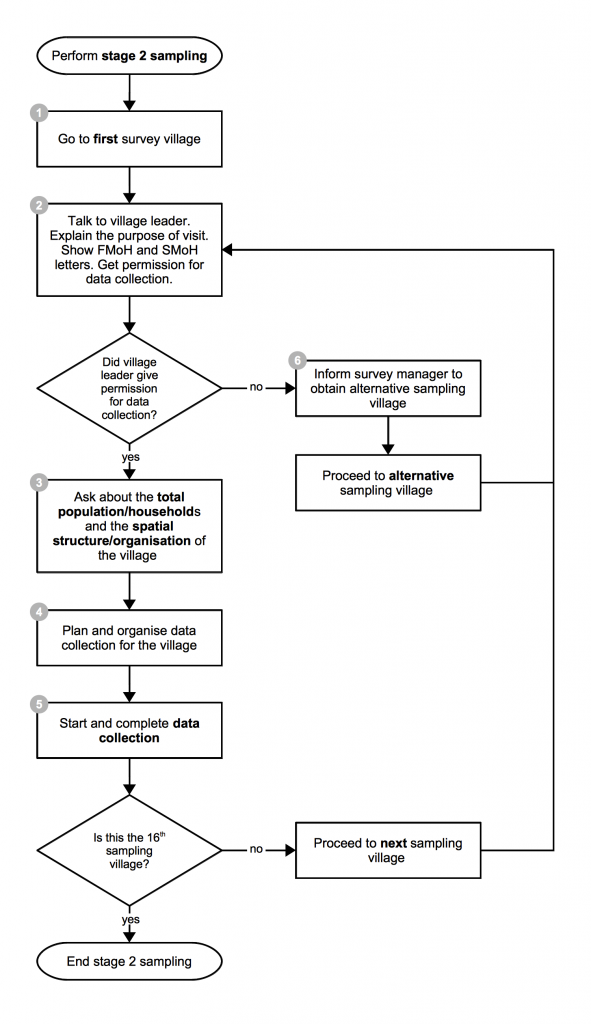 Perform stage 2 sampling
1
Go to first survey village
2
Talk to village leader.
Explain the purpose of visit.
Show FMoH and SMoH
letters. Get permission for
data collection.
Did village
leader give
permission
for data
collection?
no
6
Inform survey manager to
obtain alternative sampling
village
yes
Proceed to alternative
sampling village
3
Ask about the total
population/households
and the spatial
structure/organisation of
the village
4
Plan and organise data
collection for the village
5
Start and complete data
collection
Is this the 16th
sampling
village?
no
Proceed to next sampling
village
yes
End stage 2 sampling